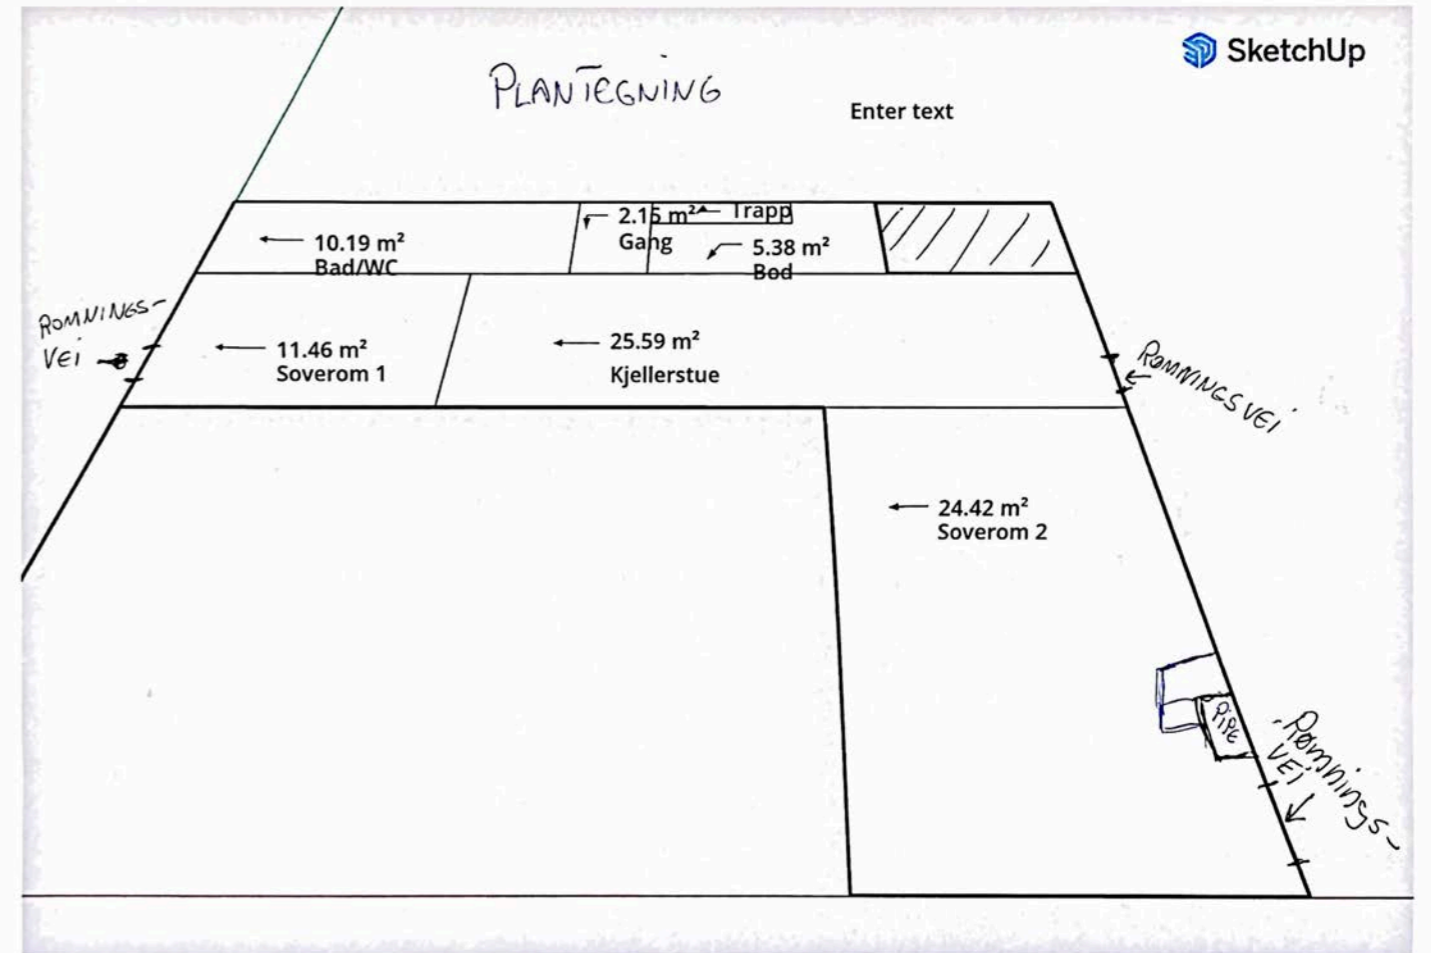 SketchUp
PLANTEGNING
Enter text
2.15 m²
Gang
Trapp
10.19 m²
Bad/WC
5.38 m²
Bod
ROMNINGS-
VEI
11.46 m²
Soverom 1
25.59 m²
Kjellerstue
RØMNINGSVEI
24.42 m²
Soverom 2
PIPE
RØMNINGS-
VEI